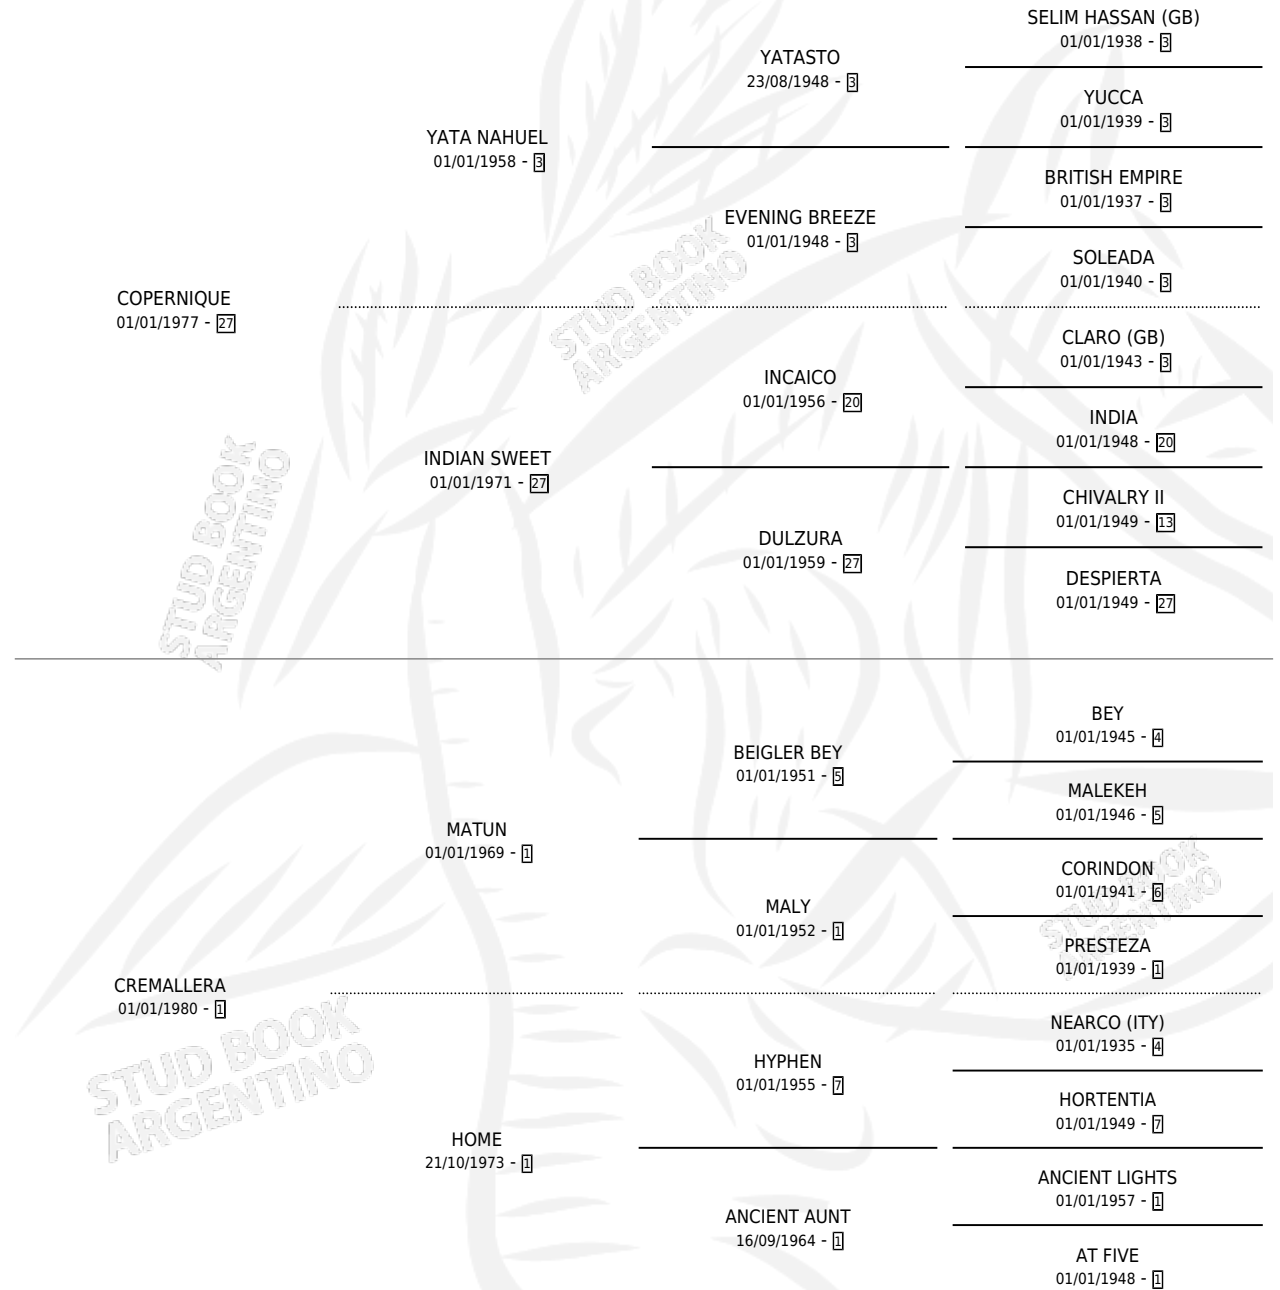 SELIM HASSAN (GB)
01/01/1938 - 3
YATASTO
23/08/1948 - 3
YUCCA
01/01/1939 - 3
YATA NAHUEL
01/01/1958 - 3
BRITISH EMPIRE
01/01/1937 - 3
EVENING BREEZE
01/01/1948 - 3
SOLEADA
01/01/1940 - 3
COPERNIQUE
01/01/1977 - 27
CLARO (GB)
01/01/1943 - 3
INCAICO
01/01/1956 - 20
INDIA
01/01/1948 - 20
INDIAN SWEET
01/01/1971 - 27
CHIVALRY II
01/01/1949 - 13
DULZURA
01/01/1959 - 27
DESPIERTA
01/01/1949 - 27
BEY
01/01/1945 - 4
BEIGLER BEY
01/01/1951 - 5
MALEKEH
01/01/1946 - 5
MATUN
01/01/1969 - 1
CORINDON
01/01/1941 - 6
MALY
01/01/1952 - 1
PRESTEZA
01/01/1939 - 1
CREMALLERA
01/01/1980 - 1
NEARCO (ITY)
01/01/1935 - 4
HYPHEN
01/01/1955 - 7
HORTENTIA
01/01/1949 - 7
HOME
21/10/1973 - 1
ANCIENT LIGHTS
01/01/1957 - 1
ANCIENT AUNT
16/09/1964 - 1
AT FIVE
01/01/1948 - 1
STUD BOOK
ARGENTINO
STUD BOOK
ARGENTINO
STUD BOOK
ARGENTINO
STUD BOOK
ARGENTINO